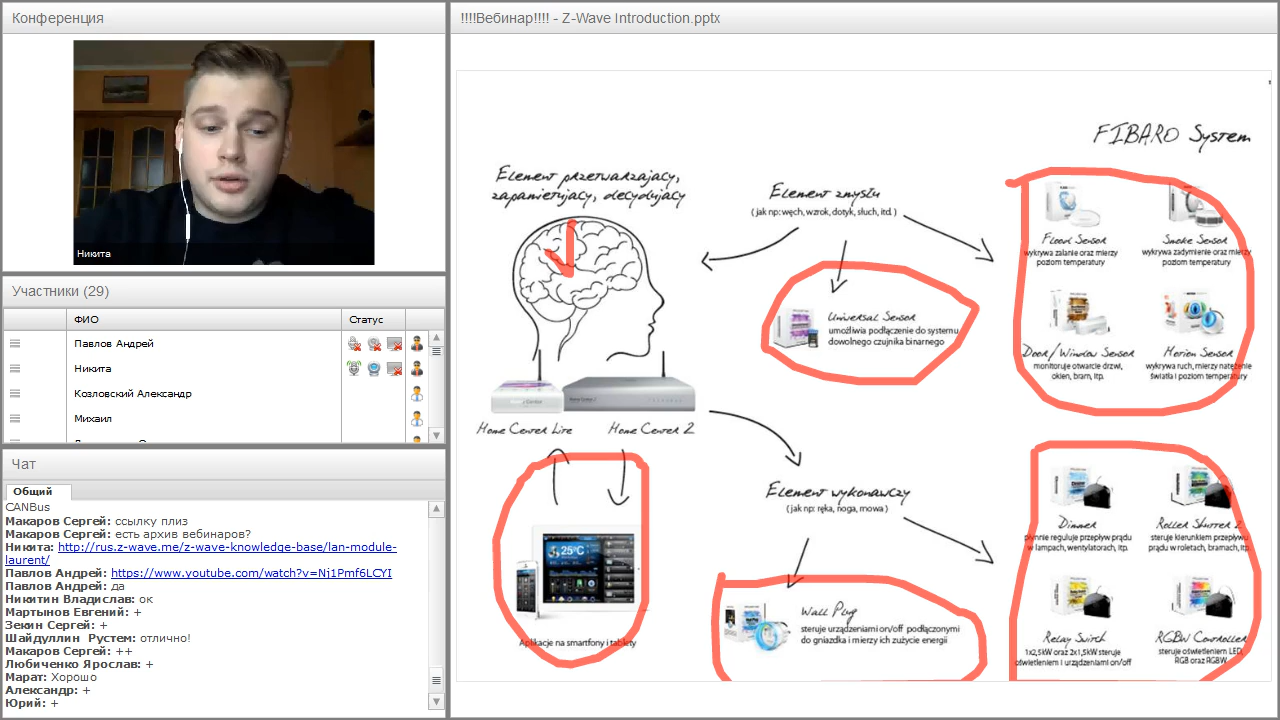 Конференция
Никита
Участники (29)
ФИО
Статус
Павлов Андрей
Никита
Козловский Александр
Михаил
Чат
Общий
CANBus
Макаров Сергей: ссылку плиз
Макаров Сергей: есть архив вебинаров?
Никита: http://rus.z-wave.me/z-wave-knowledge-base/lan-module-
laurent/
Павлов Андрей: https://www.youtube.com/watch?v=Nj1Pmf6LCYI
Павлов Андрей: да
Никитин Владислав: ок
Мартынов Евгений: +
Зекин Сергей: +
Шайдуллин Рустем: отлично!
Макаров Сергей: ++
Любиченко Ярослав: +
Марат: Хорошо
Александр: +
Юрий: +
!!!!Вебинар!!!! - Z-Wave Introduction.pptx
FIBARO System
Element przetwarzający,
zapamiętujący, decydujący
Home Center Lite
Home Center 2
Aplikacje na smartfony i tablety
25°C
Element zmysłu
( jak np: węch, wzrok, dotyk, słuch, itd. )
Universal Sensor
umożliwia podłączenie do systemu
dowolnego czujnika binarnego
Flood Sensor
wykrywa zalanie oraz mierzy
poziom temperatury
Smoke Sensor
wykrywa zadymienie oraz mierzy
poziom temperatury
Door/Window Sensor
monitoruje otwarcie drzwi,
okien, bram, itp.
Motion Sensor
wykrywa ruch, mierzy natężenie
światła i poziom temperatury
Element wykonawczy
( jak np: ręka, noga, mowa )
Wall Plug
steruje urządzeniami on/off podłączonymi
do gniazdka i mierzy ich zużycie energii
Dimmer
płynnie reguluje przepływ prądu
w lampach, wentylatorach, itp.
Roller Shutter 2
steruje kierunkiem przepływu
prądu w roletach, bramach, itp.
Relay Switch
1x2,5kW oraz 2x1,5kW steruje
oświetleniem i urządzeniami on/off
RGBW Controller
steruje oświetleniem LED,
RGB oraz RGBW